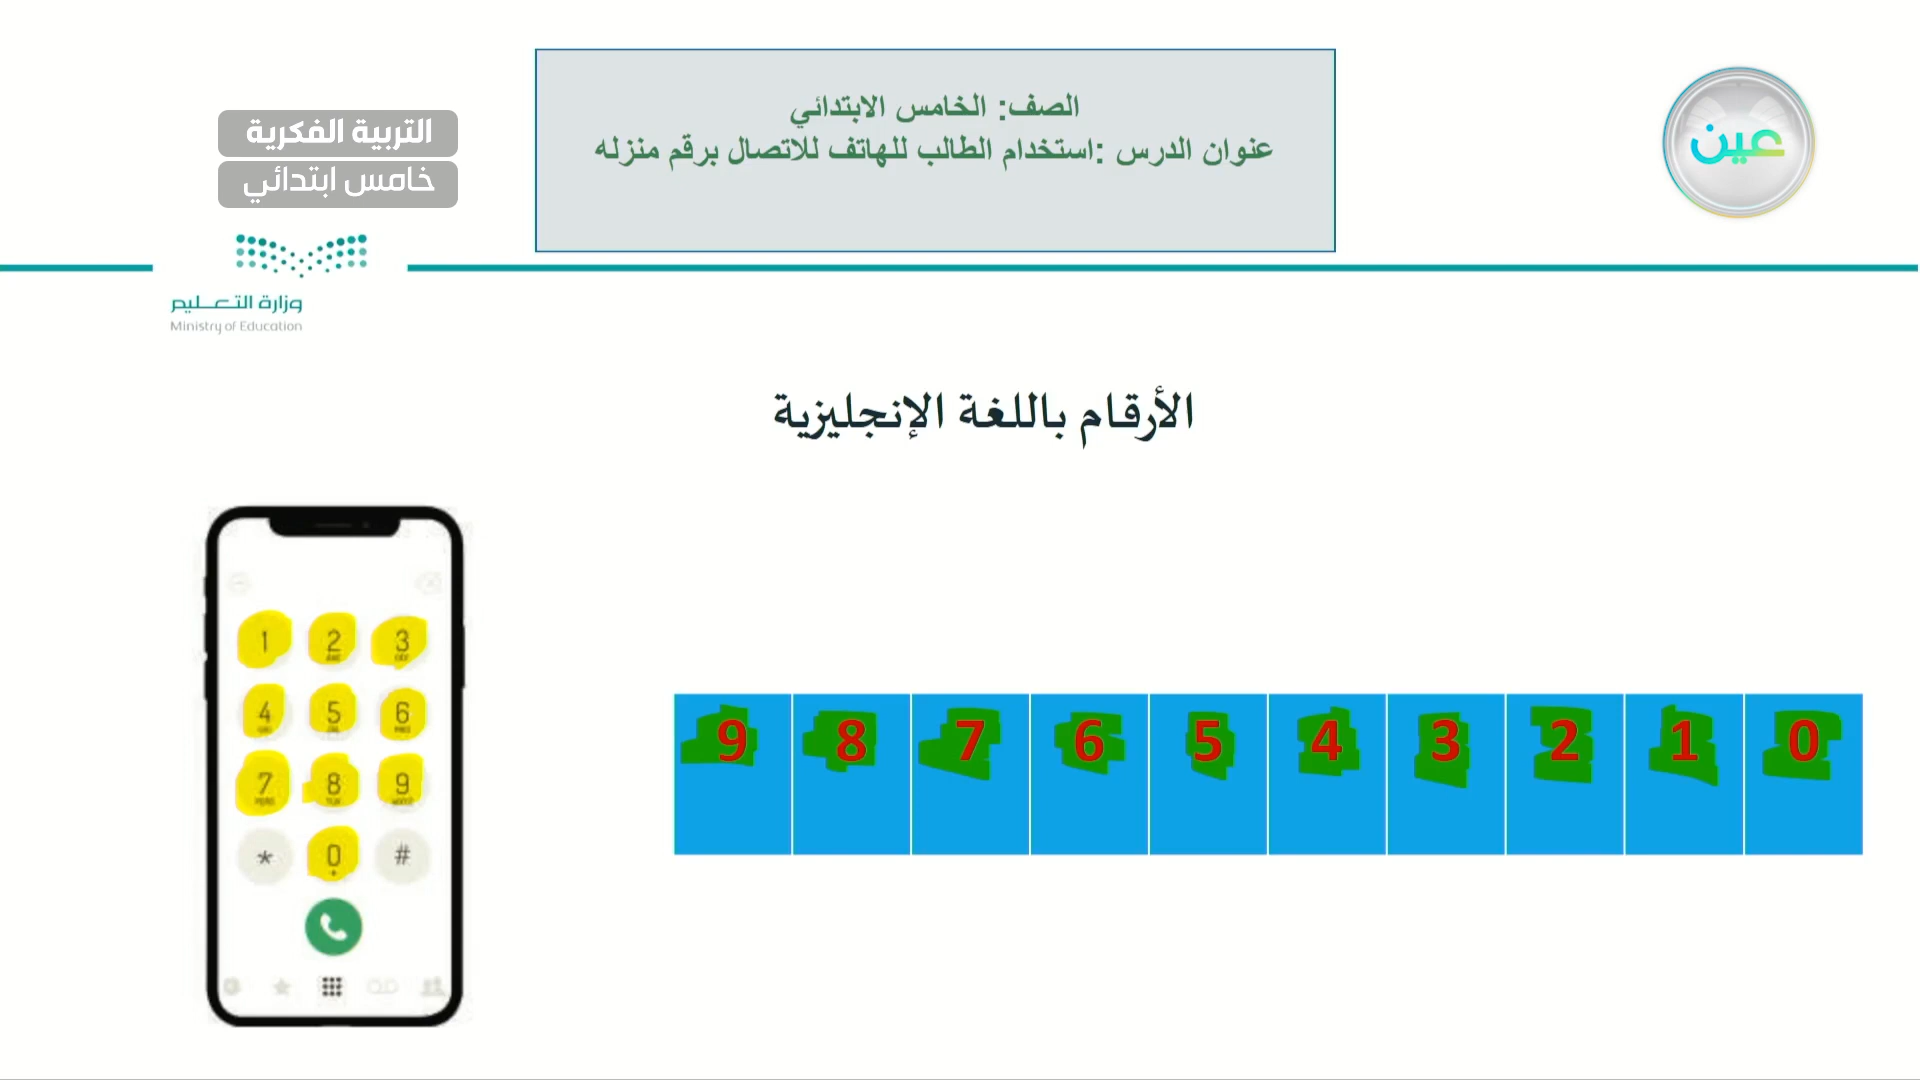 الصف: الخامس الابتدائي
عنوان الدرس :استخدام الطالب للهاتف للاتصال برقم منزله
عين
التربية الفكرية
خامس ابتدائي
وزارة التعليم
Ministry of Education
الأرقام باللغة الإنجليزية
1 2 3
4 5 6
7 8 9
* 0 #
9 8 7 6 5 4 3 2 1 0